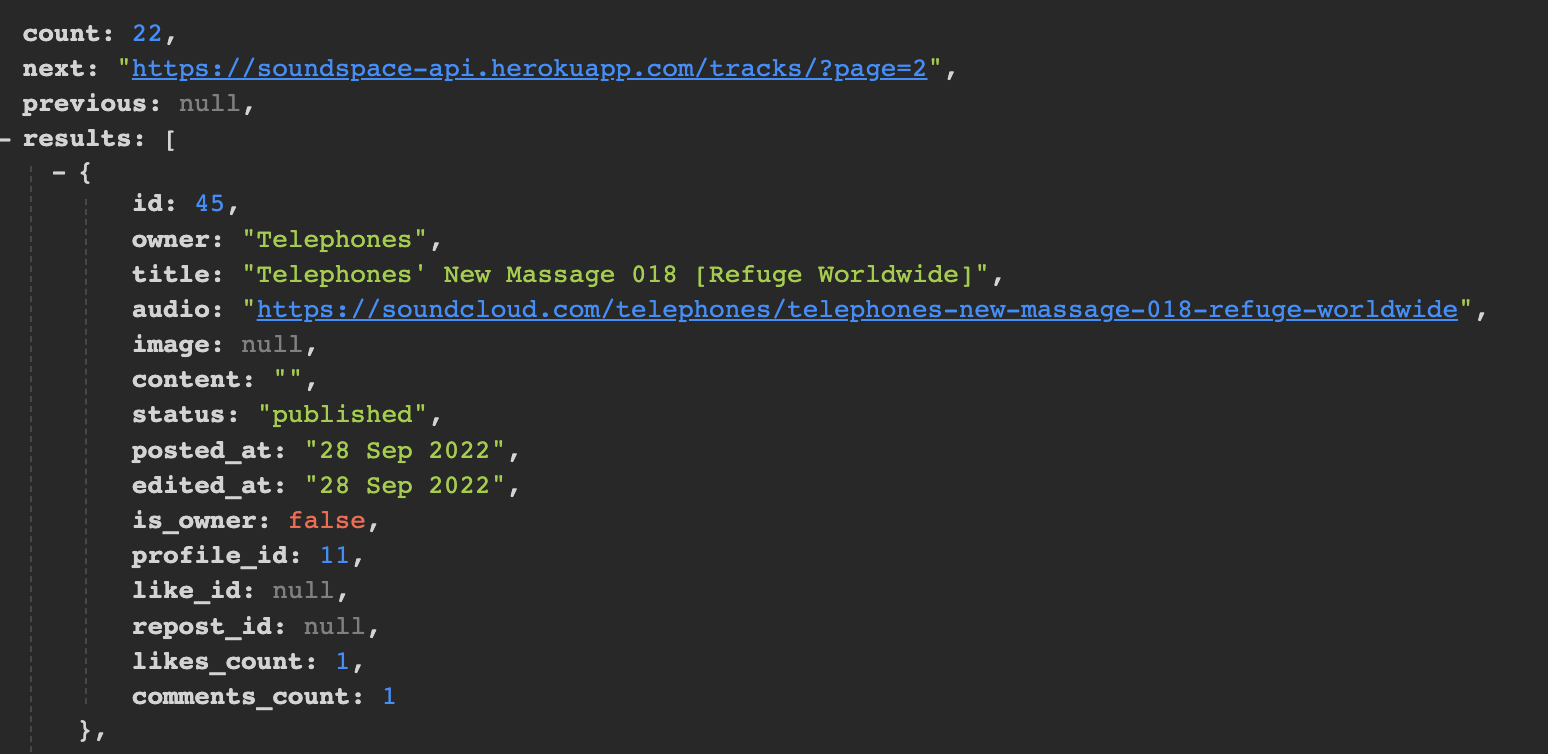 count: 22,
next: "https://soundspace-api.herokuapp.com/tracks/?page=2",
previous: null,
- results: [
- {
id: 45,
owner: "Telephones",
title: "Telephones' New Massage 018 [Refuge Worldwide]",
audio: "https://soundcloud.com/telephones/telephones-new-massage-018-refuge-worldwide",
image: null,
content: "",
status: "published",
posted_at: "28 Sep 2022",
edited_at: "28 Sep 2022",
is_owner: false,
profile_id: 11,
like_id: null,
repost_id: null,
likes_count: 1,
comments_count: 1
},